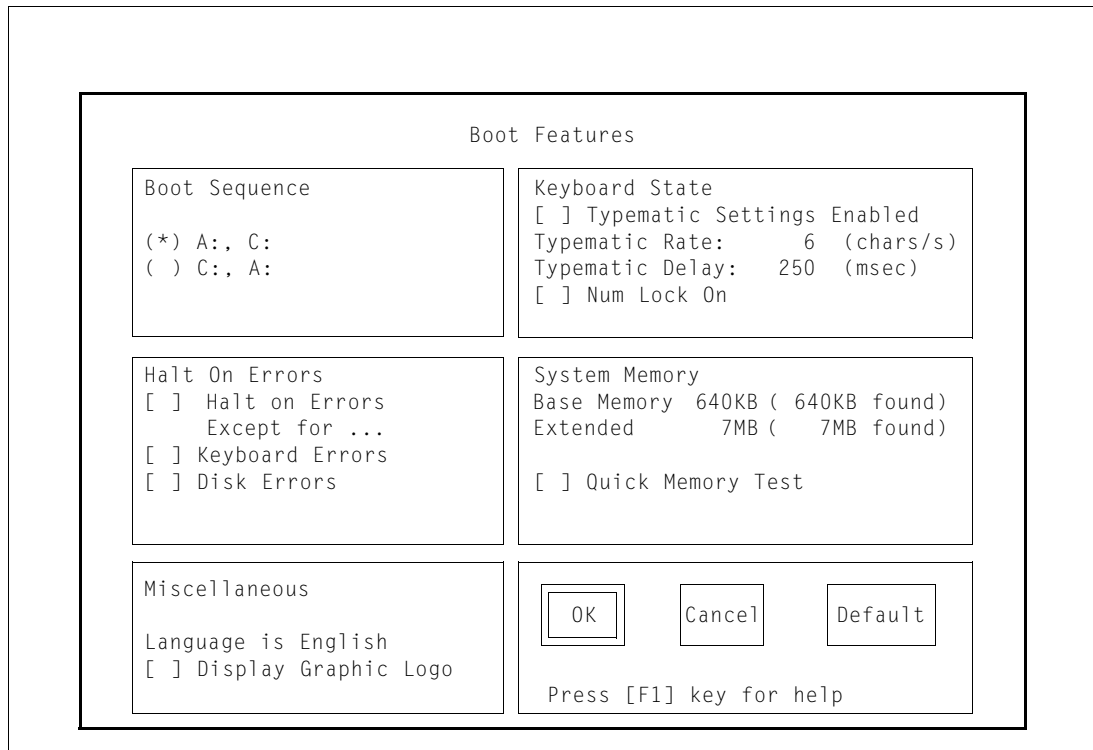 Boot Features
Boot Sequence
(*) A:, C:
( ) C:, A:
Keyboard State
[ ] Typematic Settings Enabled
Typematic Rate: 6 (chars/s)
Typematic Delay: 250 (msec)
[ ] Num Lock On
Halt On Errors
[ ] Halt on Errors
Except for ...
[ ] Keyboard Errors
[ ] Disk Errors
System Memory
Base Memory 640KB ( 640KB found)
Extended 7MB ( 7MB found)
[ ] Quick Memory Test
Miscellaneous
Language is English
[ ] Display Graphic Logo
OK Cancel Default
Press [F1] key for help